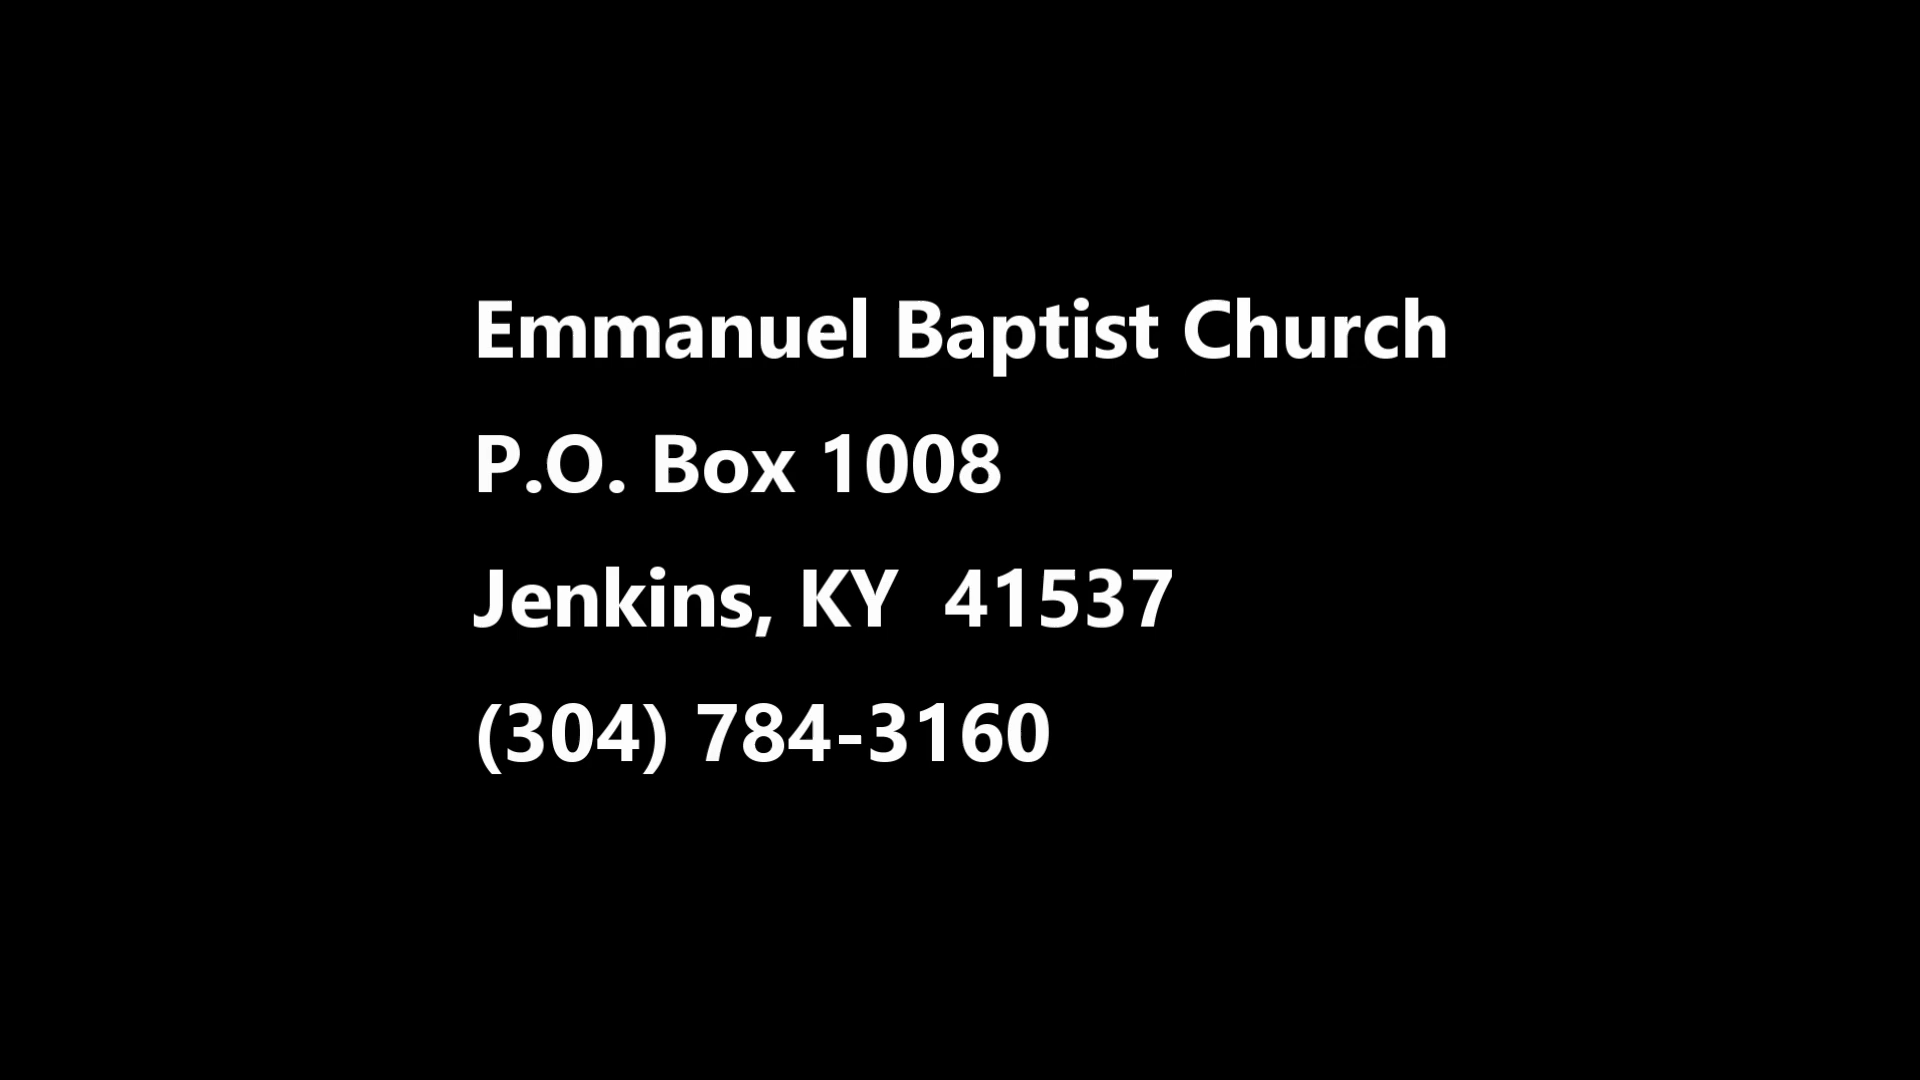 Emmanuel Baptist Church
P.O. Box 1008
Jenkins, KY  41537
(304) 784-3160